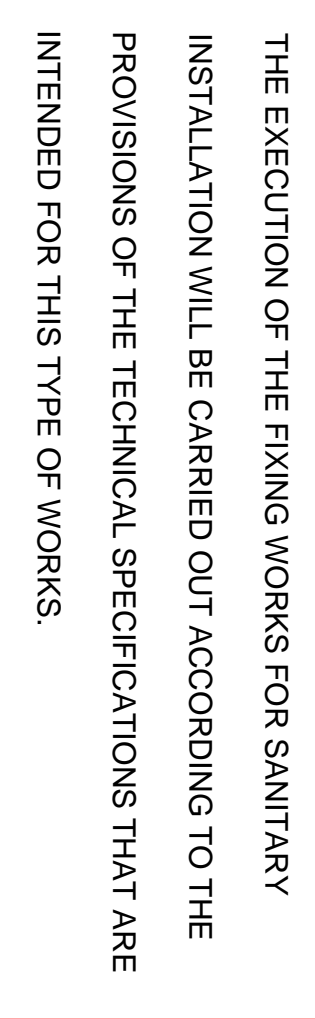 THE EXECUTION OF THE FIXING WORKS FOR SANITARY
INSTALLATION WILL BE CARRIED OUT ACCORDING TO THE
PROVISIONS OF THE TECHNICAL SPECIFICATIONS THAT ARE
INTENDED FOR THIS TYPE OF WORKS.